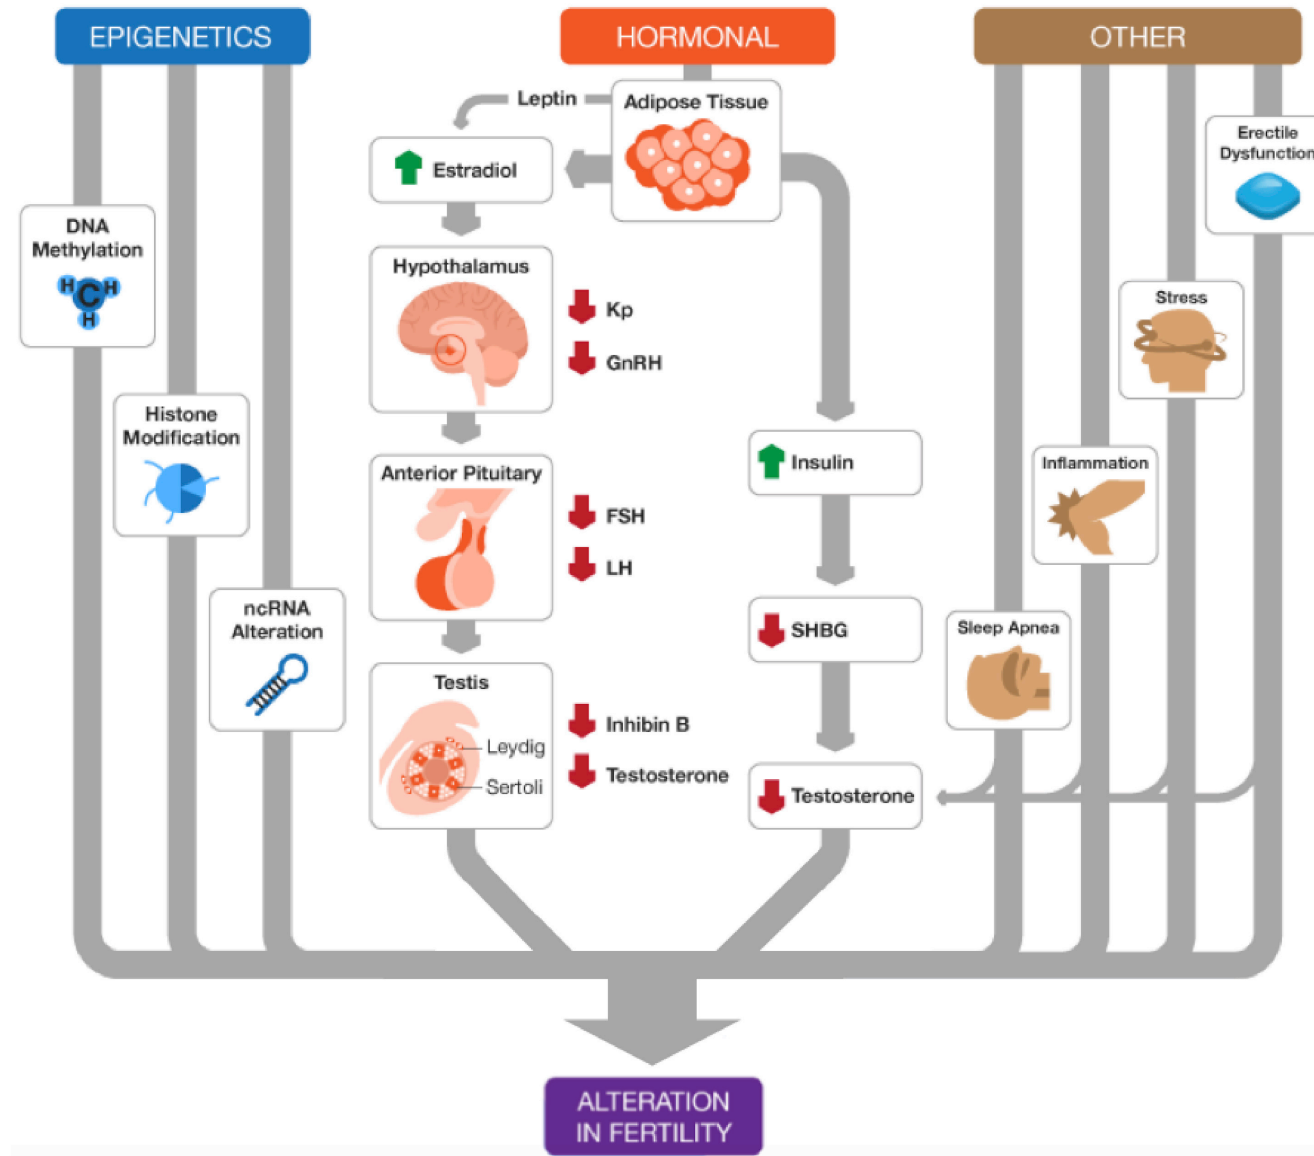 EPIGENETICS
HORMONAL
OTHER
Leptin
Adipose Tissue
Estradiol
Erectile
Dysfunction
DNA
Methylation
H
C
H
H
Hypothalamus
Kp
GnRH
Stress
Histone
Modification
Anterior Pituitary
FSH
LH
Insulin
Inflammation
ncRNA
Alteration
SHBG
Sleep Apnea
Testis
Leydig
Sertoli
Inhibin B
Testosterone
Testosterone
ALTERATION
IN FERTILITY